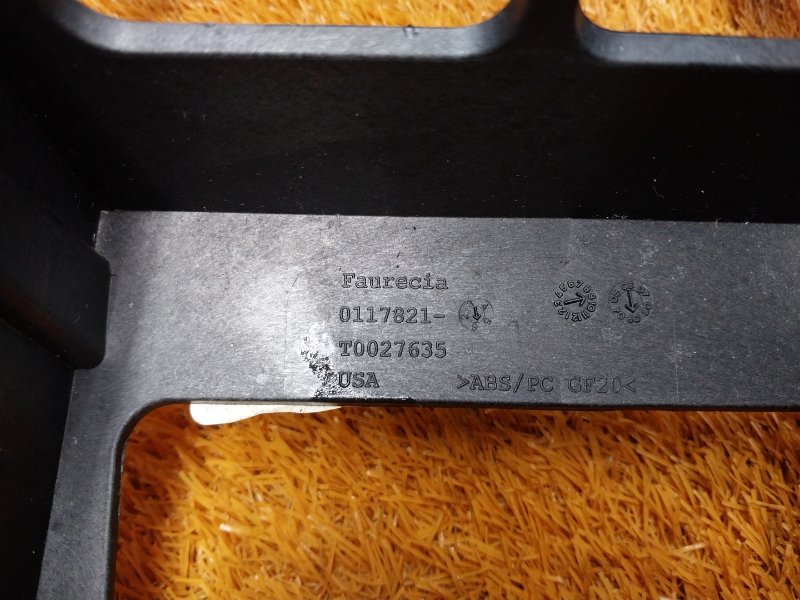 Faurecia
0117821-
T0027635
USA >ABS/PC GF20<